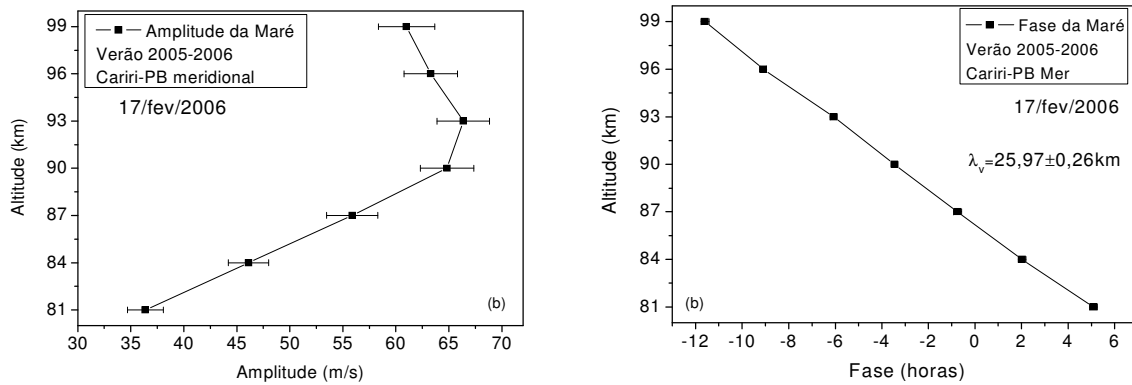 99
96
93
90
87
84
81
Altitude (km)
Amplitude da Maré
Verão 2005-2006
Cariri-PB meridional
17/fev/2006
(b)
30 35 40 45 50 55 60 65 70
Amplitude (m/s)
99
96
93
90
87
84
81
Altitude (km)
Fase da Maré
Verão 2005-2006
Cariri-PB Mer
17/fev/2006
λv=25,97±0,26km
(b)
-12 -10 -8 -6 -4 -2 0 2 4 6
Fase (horas)